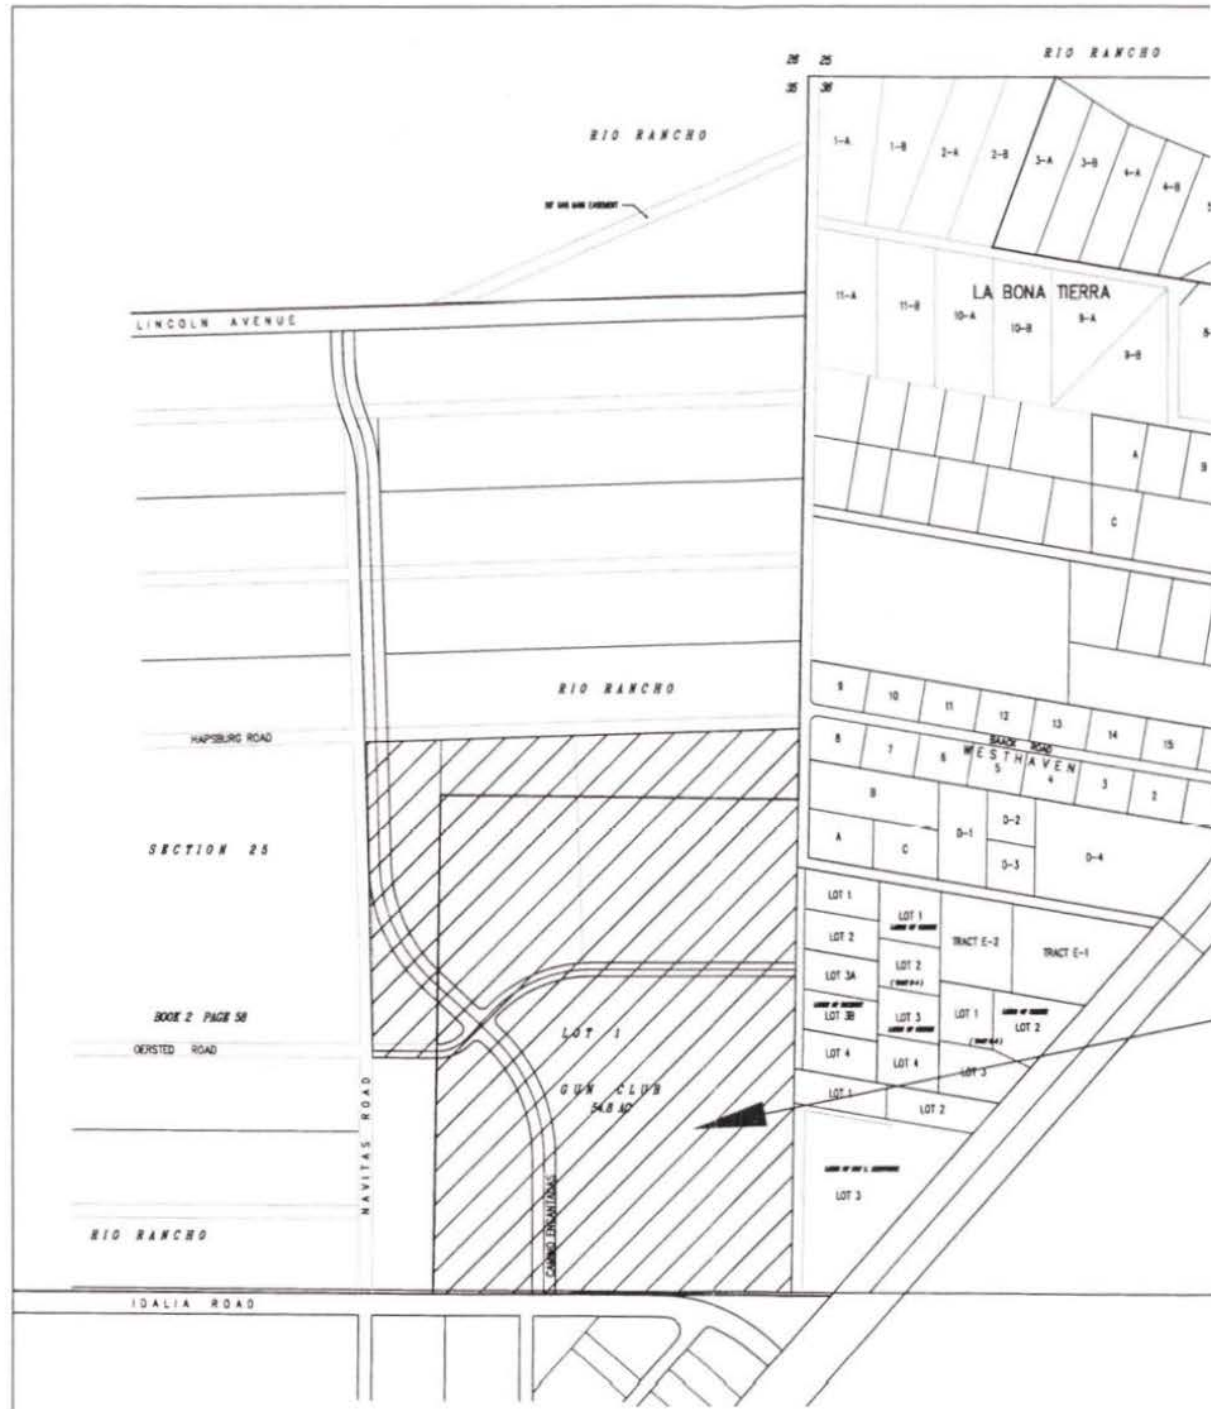 RIO RANCHO
26 25
35 36
RIO RANCHO
1-A
1-B
2-A
2-B
3-A
3-B
4-A
4-B
LA BONA TIERRA
11-A
11-B
10-A
10-B
9-A
9-B
LINCOLN AVENUE
A
B
C
RIO RANCHO
9
10
11
12
13
14
15
HAPSBURG ROAD
BAACK ROAD
WESTHAVEN
8
7
6
5
4
3
2
B
D-1
D-2
A
C
D-3
D-4
SECTION 25
LOT 1
LOT 1
LOT 2
TRACT E-2
TRACT E-1
LOT 2
LOT 3A
LOT 3B
LOT 3
LOT 1
LOT 2
BOOK 2 PAGE 58
LOT 1
OERSTED ROAD
LOT 4
LOT 4
LOT 3
GUN CLUB
54.8 AC
LOT 1
LOT 2
NAVITAS ROAD
CAMINO ENCANTADAS
LOT 3
RIO RANCHO
IDALIA ROAD